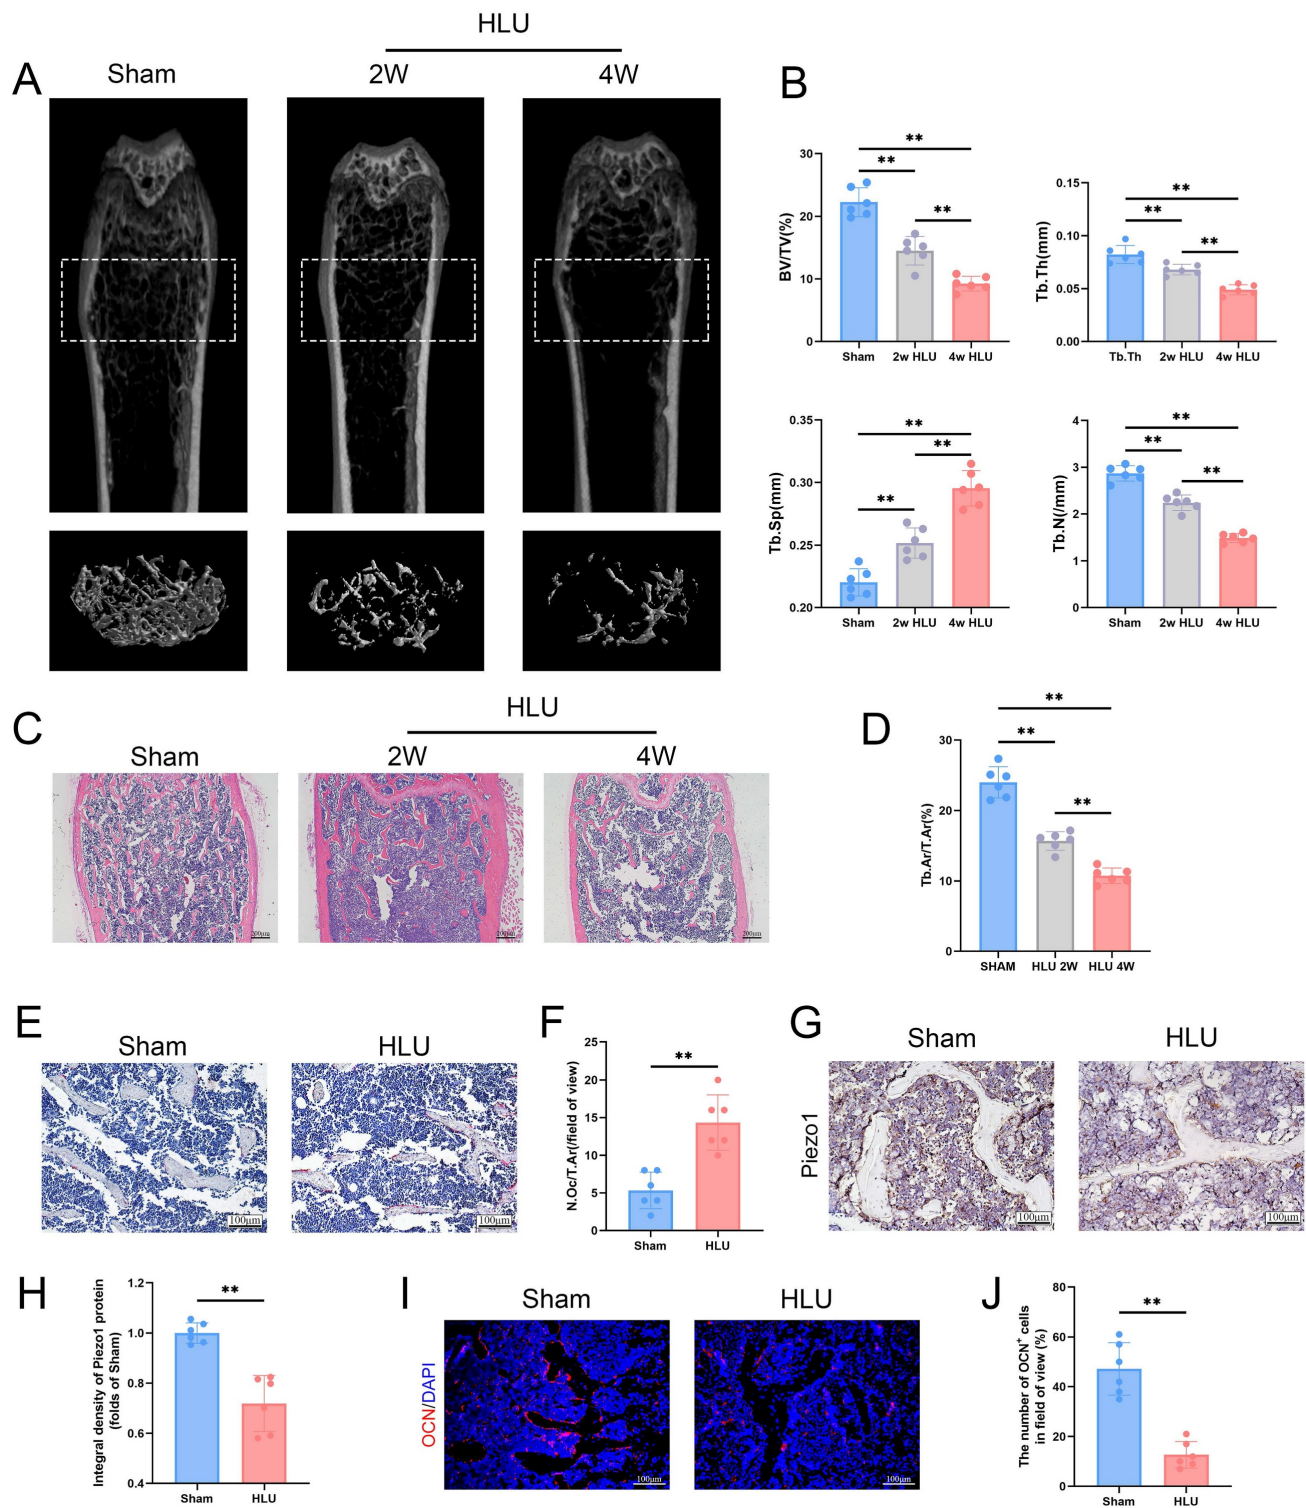 HLU
A
Sham
2W
4W
B
30
20
10
0
BV/TV(%)
**
**
**
Sham
2w HLU
4w HLU
0.15
0.10
0.05
0.00
Tb.Th(mm)
**
**
**
Tb.Th
2w HLU
4w HLU
0.35
0.30
0.25
0.20
Tb.Sp(mm)
**
**
**
Sham
2w HLU
4w HLU
4
3
2
1
0
Tb.N(/mm)
**
**
**
Sham
2w HLU
4w HLU
C
HLU
Sham
2W
4W
200μm
200μm
200μm
D
30
20
10
0
Tb.Ar/T.Ar(%)
**
**
**
SHAM
HLU 2W
HLU 4W
E
Sham
HLU
100μm
100μm
F
25
20
15
10
5
0
N.Oc/T.Ar(/field of view)
**
Sham
HLU
G
Sham
HLU
Piezo1
100μm
100μm
H
1.2
1.0
0.8
0.6
0.4
Integral density of Piezo1 protein
(folds of Sham)
**
Sham
HLU
I
Sham
HLU
OCN/DAPI
100μm
100μm
J
80
60
40
20
0
The number of OCN⁺ cells
in field of view (%)
**
Sham
HLU